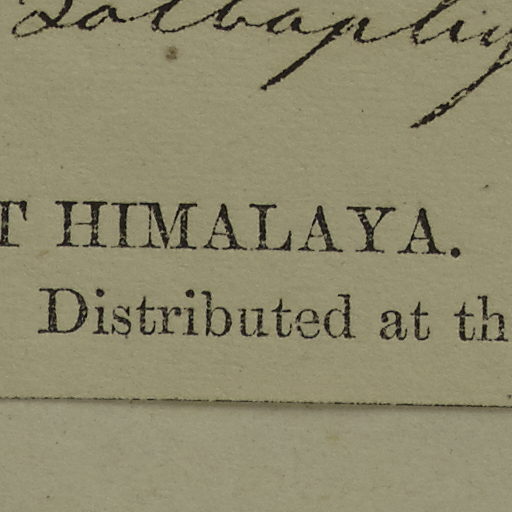 T HIMALAYA.
Distributed at th